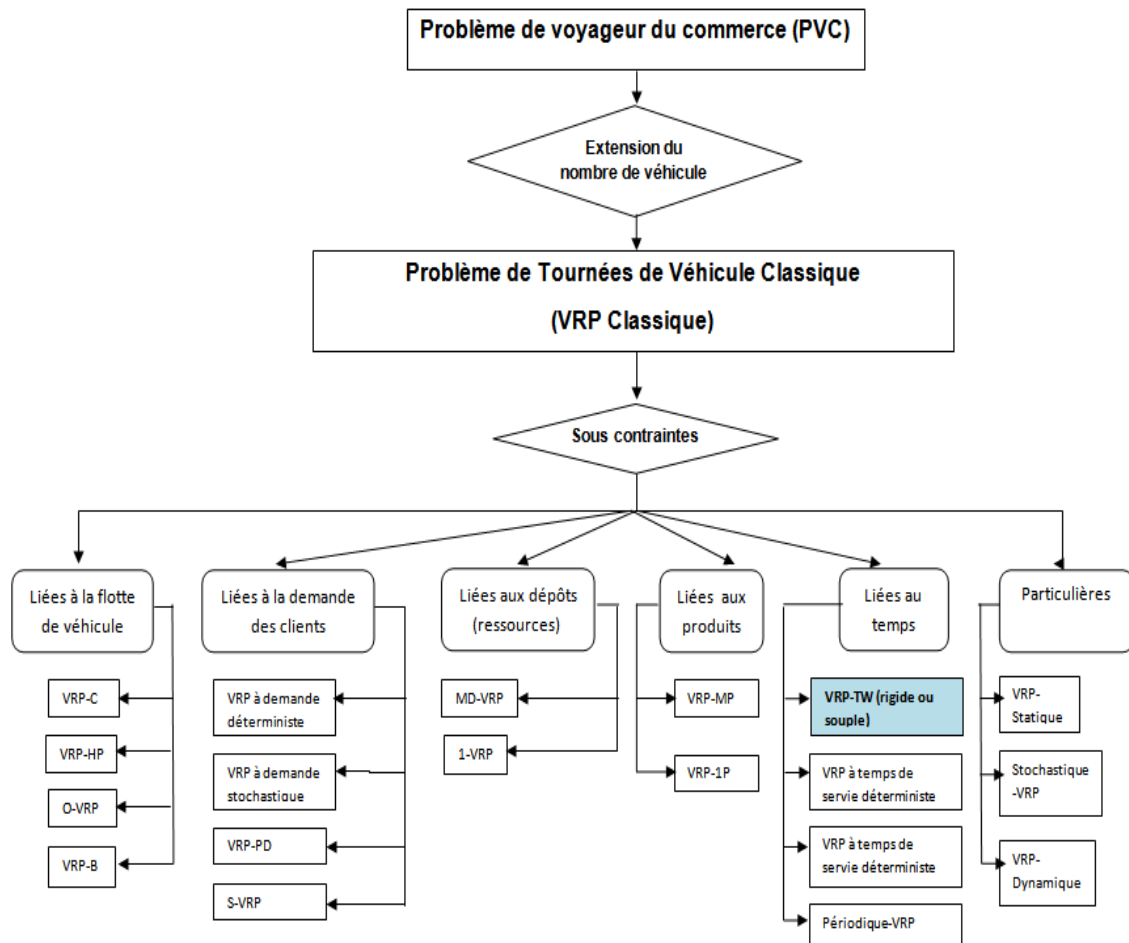 Problème de voyageur du commerce (PVC)
Extension du
nombre de véhicule
Problème de Tournées de Véhicule Classique
(VRP Classique)
Sous contraintes
Liées à la flotte
de véhicule
VRP-C
VRP-HP
O-VRP
VRP-B
Liées à la demande
des clients
VRP à demande
déterministe
VRP à demande
stochastique
VRP-PD
S-VRP
Liées aux dépôts
(ressources)
MD-VRP
1-VRP
Liées aux
produits
VRP-MP
VRP-1P
Liées au
temps
VRP-TW (rigide ou
souple)
VRP à temps de
servie déterministe
VRP à temps de
servie déterministe
Périodique-VRP
Particulières
VRP-
Statique
Stochastique
-VRP
VRP-
Dynamique